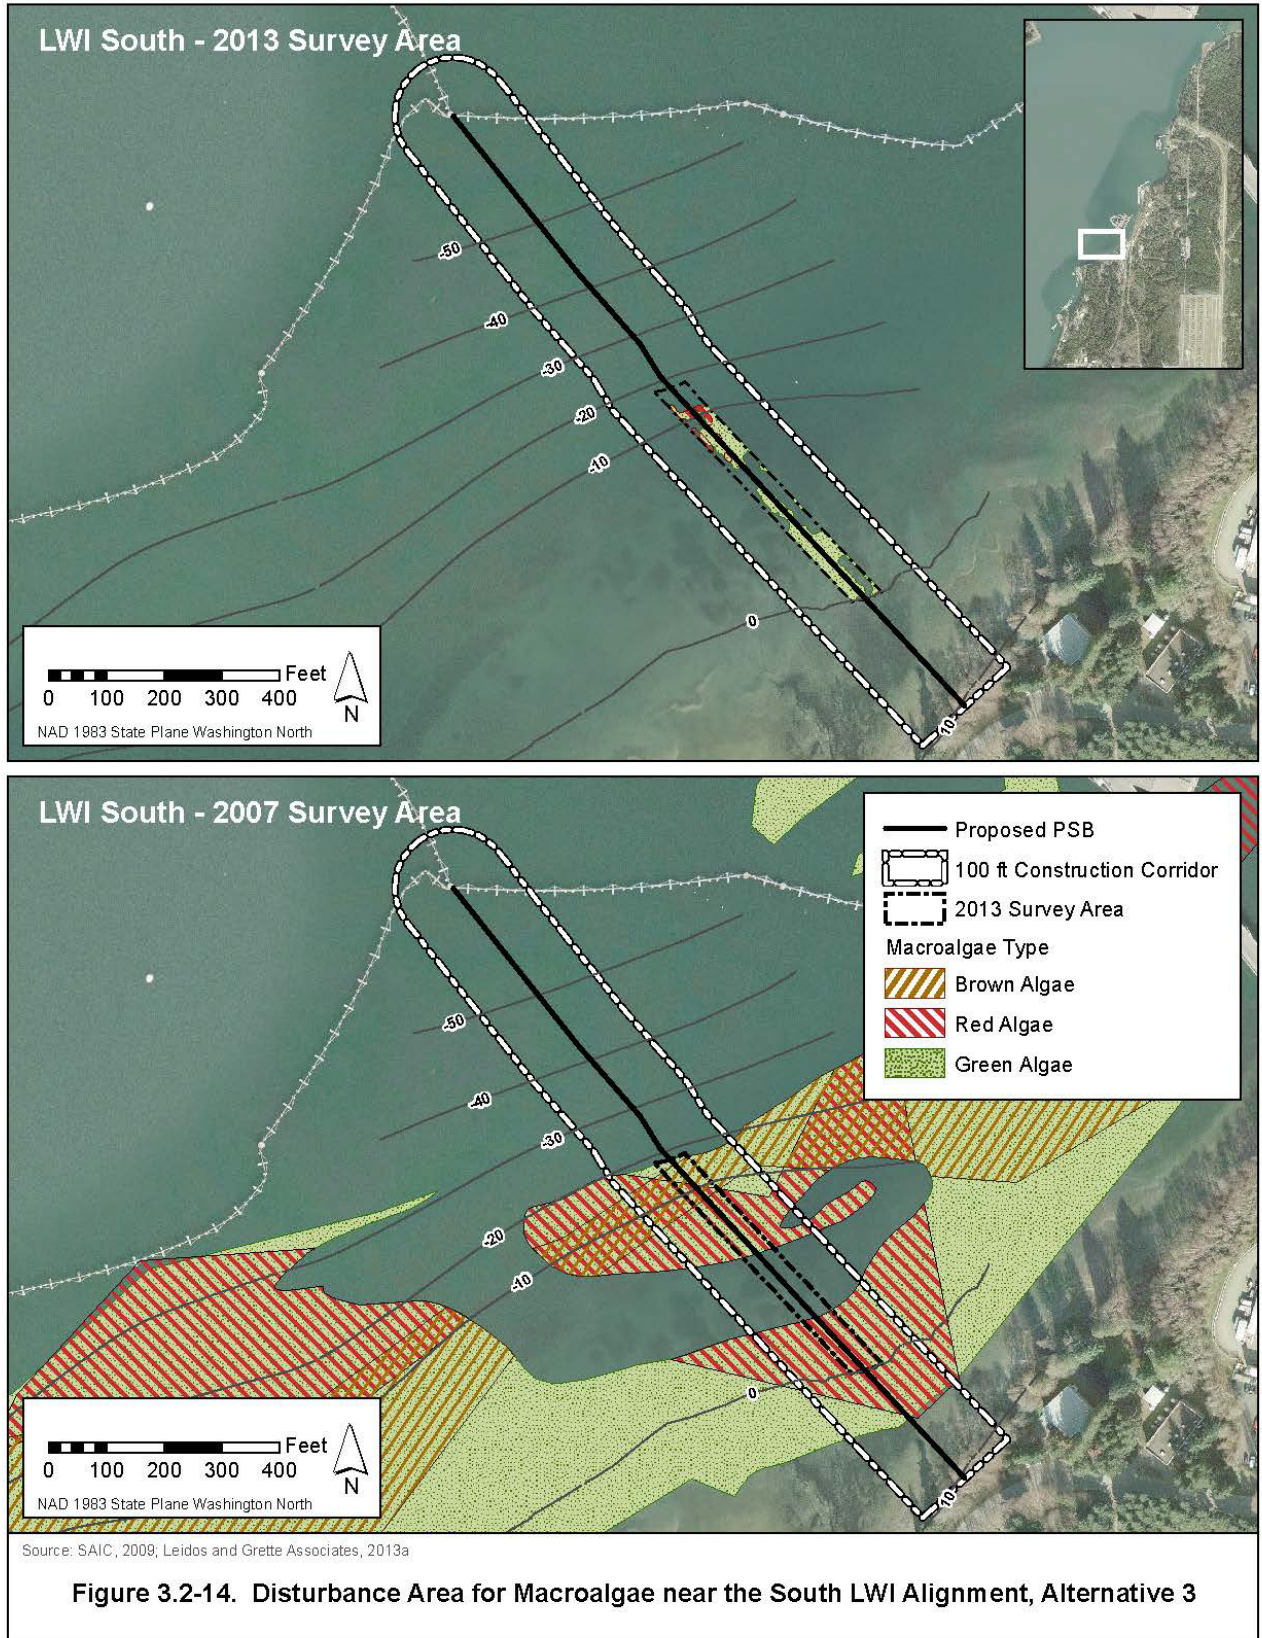 LWI South - 2013 Survey Area
-50
-40
-30
-20
-10
0
10
Feet
0 100 200 300 400
N
NAD 1983 State Plane Washington North
LWI South - 2007 Survey Area
Proposed PSB
100 ft Construction Corridor
2013 Survey Area
Macroalgae Type
Brown Algae
Red Algae
Green Algae
-50
-40
-30
-20
-10
0
10
Feet
0 100 200 300 400
N
NAD 1983 State Plane Washington North
Source: SAIC, 2009; Leidos and Grette Associates, 2013a
Figure 3.2-14. Disturbance Area for Macroalgae near the South LWI Alignment, Alternative 3